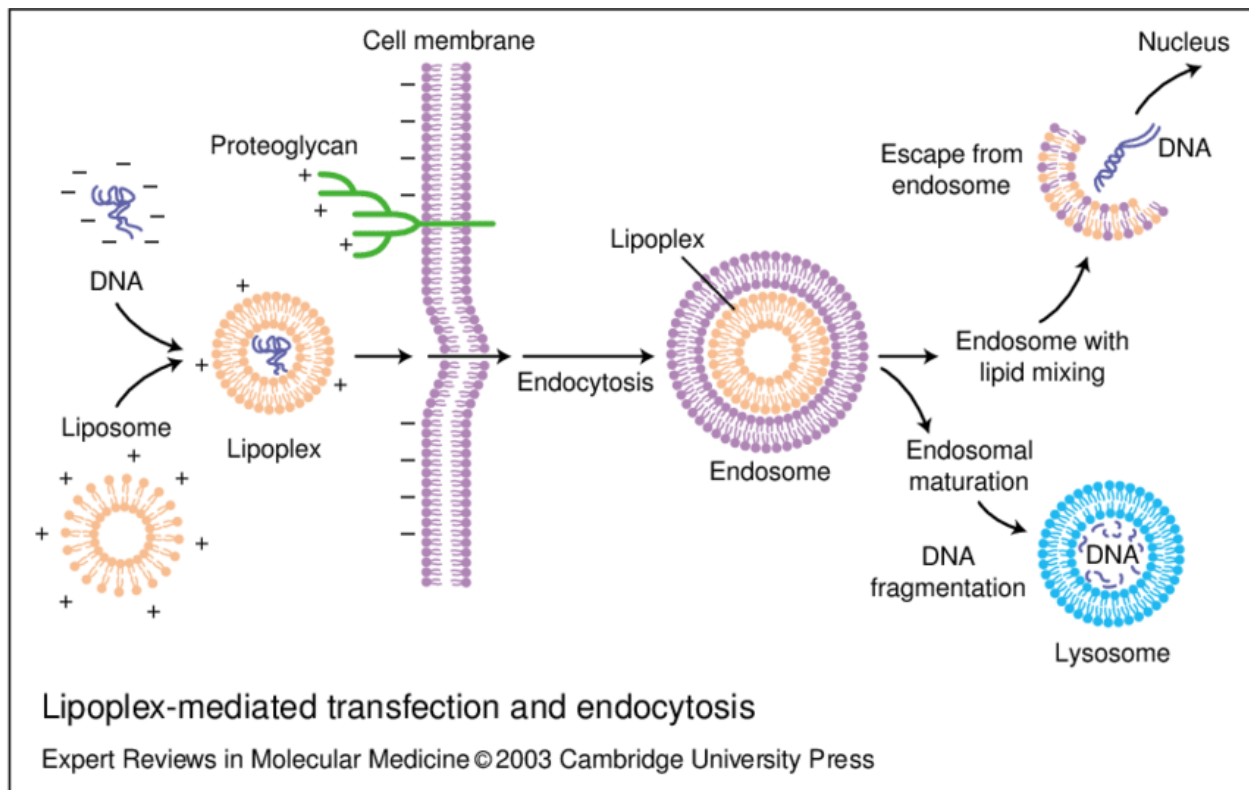 Cell membrane
Nucleus
Proteoglycan
+
+
+
DNA
Escape from
endosome
DNA
Lipoplex
Liposome
Lipoplex
Endocytosis
Endosome
Endosome with
lipid mixing
Endosomal
maturation
DNA
fragmentation
DNA
Lysosome
Lipoplex-mediated transfection and endocytosis
Expert Reviews in Molecular Medicine © 2003 Cambridge University Press